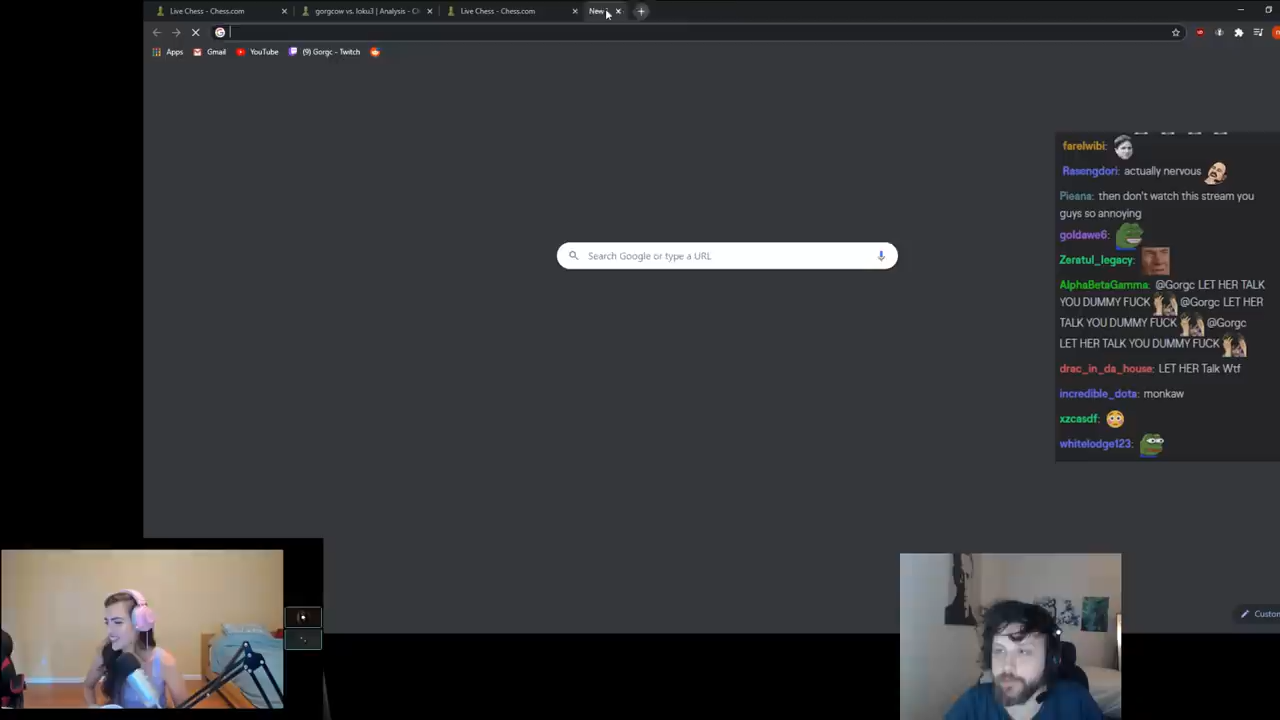 Live Chess - Chess.com
gorgcow vs. loku3 | Analysis - Ch
Live Chess - Chess.com
New
Apps
Gmail
YouTube
(9) Gorgc - Twitch
Search Google or type a URL
farelwibi:
Rasengdori: actually nervous
Pieana: then don't watch this stream you
guys so annoying
goldawe6:
Zeratul_legacy:
AlphaBetaGamma: @Gorgc LET HER TALK
YOU DUMMY FUCK @Gorgc LET HER
TALK YOU DUMMY FUCK @Gorgc
LET HER TALK YOU DUMMY FUCK
drac_in_da_house: LET HER Talk Wtf
incredible_dota: monkaw
xzcasdf:
whitelodge123:
Custon